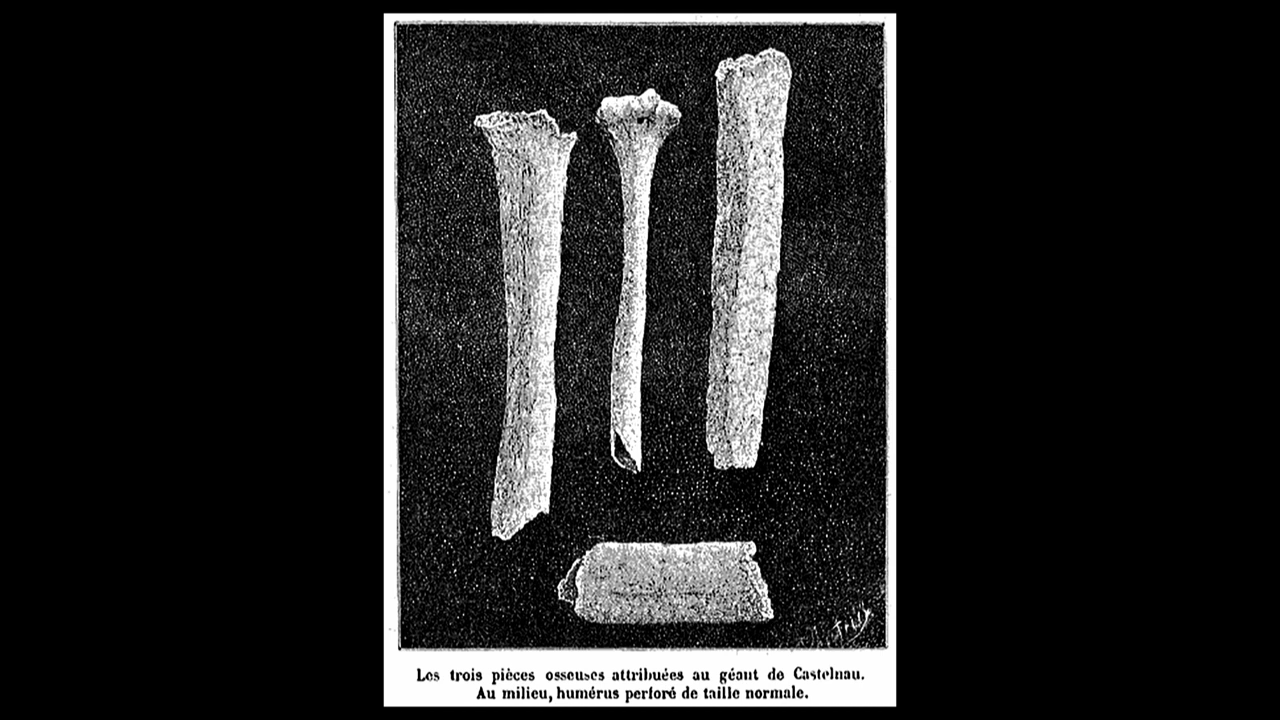 Les trois pièces osseuses attribuées au géant de Castelnau.
Au milieu, humérus perforé de taille normale.